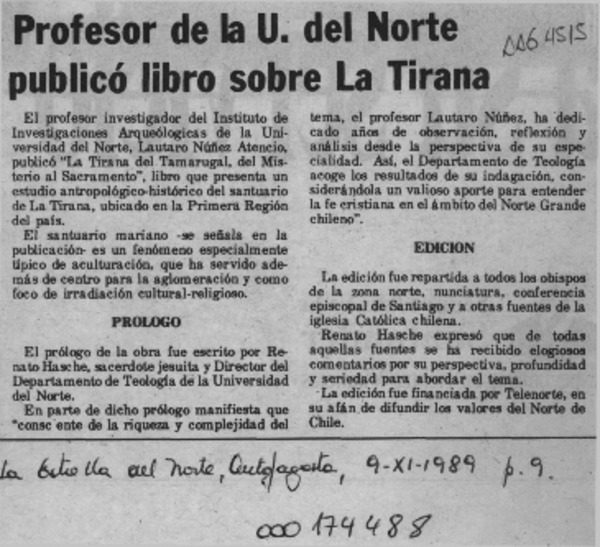 Profesor de la U. del Norte
publicó libro sobre La Tirana
AA64515
El profesor investigador del Instituto de
Investigaciones Arqueólogicas de la Uni-
versidad del Norte, Lautaro Núñez Atencio,
publicó "La Tirana del Tamarugal, del Mis-
terio al Sacramento", libro que presenta un
estudio antropológico-histórico del santuario
de La Tirana, ubicado en la Primera Región
del país.
El santuario mariano -se señala en la
publicación- es un fenómeno especialmente
típico de aculturación, que ha servido ade-
más de centro para la aglomeración y como
foco de irradiación cultural-religioso.
PROLOGO
El prólogo de la obra fue escrito por Re-
nato Hasche, sacerdote jesuita y Director del
Departamento de Teología de la Universidad
del Norte.
En parte de dicho prólogo manifiesta que
"consc ente de la riqueza y complejidad del
tema, el profesor Lautaro Núñez, ha dedi-
cado años de observación, reflexión y
análisis desde la perspectiva de su espe-
cialidad. Así, el Departamento de Teología
acoge los resultados de su indagación, con-
siderándola un valioso aporte para entender
la fe cristiana en el ámbito del Norte Grande
chileno".
EDICION
La edición fue repartida a todos los obispos
de la zona norte, nunciatura, conferencia
episcopal de Santiago y a otras fuentes de la
iglesia Católica chilena.
Renato Hasche expresó que de todas
aquellas fuentes se ha recibido elogiosos
comentarios por su perspectiva, profundidad
y seriedad para abordar el tema.
La edición fue financiada por Telenorte, en
su afán de difundir los valores del Norte de
Chile.
La Estrella del Norte, Antofagasta, 9-XI-1989 p. 9.
000174488